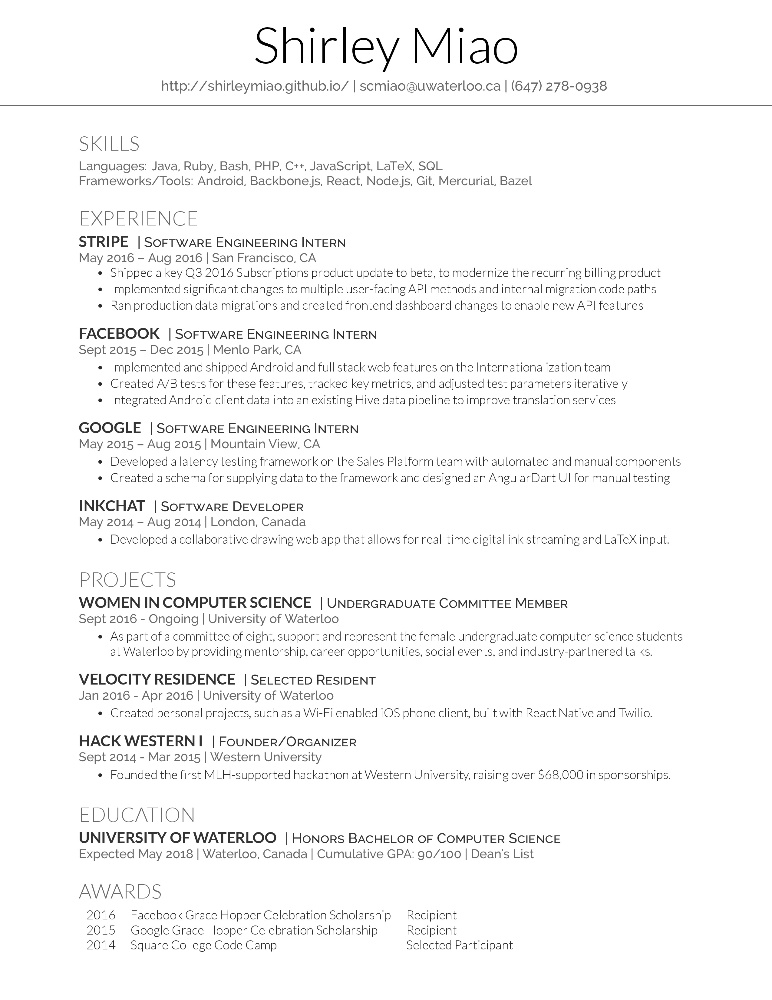 Shirley Miao
http://shirleymiao.github.io/ | scmiao@uwaterloo.ca | (647) 278-0938
SKILLS
Languages: Java, Ruby, Bash, PHP, C++, JavaScript, LaTeX, SQL
Frameworks/Tools: Android, Backbone.js, React, Node.js, Git, Mercurial, Bazel
EXPERIENCE
STRIPE | SOFTWARE ENGINEERING INTERN
May 2016 – Aug 2016 | San Francisco, CA
• Shipped a key Q3 2016 Subscriptions product update to beta, to modernize the recurring billing product
• Implemented significant changes to multiple user-facing API methods and internal migration code paths
• Ran production data migrations and created frontend dashboard changes to enable new API features
FACEBOOK | SOFTWARE ENGINEERING INTERN
Sept 2015 – Dec 2015 | Menlo Park, CA
• Implemented and shipped Android and full stack web features on the Internationalization team
• Created A/B tests for these features, tracked key metrics, and adjusted test parameters iteratively
• Integrated Android client data into an existing Hive data pipeline to improve translation services
GOOGLE | SOFTWARE ENGINEERING INTERN
May 2015 – Aug 2015 | Mountain View, CA
• Developed a latency testing framework on the Sales Platform team with automated and manual components
• Created a schema for supplying data to the framework and designed an AngularDart UI for manual testing
INKCHAT | SOFTWARE DEVELOPER
May 2014 – Aug 2014 | London, Canada
• Developed a collaborative drawing web app that allows for real-time digital ink streaming and LaTeX input.
PROJECTS
WOMEN IN COMPUTER SCIENCE | UNDERGRADUATE COMMITTEE MEMBER
Sept 2016 - Ongoing | University of Waterloo
• As part of a committee of eight, support and represent the female undergraduate computer science students
at Waterloo by providing mentorship, career opportunities, social events, and industry-partnered talks.
VELOCITY RESIDENCE | SELECTED RESIDENT
Jan 2016 - Apr 2016 | University of Waterloo
• Created personal projects, such as a Wi-Fi enabled iOS phone client, built with React Native and Twilio.
HACK WESTERN I | FOUNDER/ORGANIZER
Sept 2014 - Mar 2015 | Western University
• Founded the first MLH-supported hackathon at Western University, raising over $68,000 in sponsorships.
EDUCATION
UNIVERSITY OF WATERLOO | HONORS BACHELOR OF COMPUTER SCIENCE
Expected May 2018 | Waterloo, Canada | Cumulative GPA: 90/100 | Dean's List
AWARDS
2016 Facebook Grace Hopper Celebration Scholarship Recipient
2015 Google Grace Hopper Celebration Scholarship Recipient
2014 Square College Code Camp Selected Participant